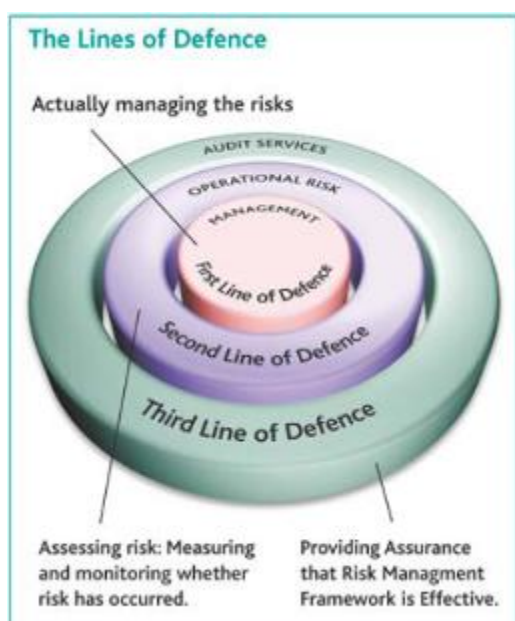 The Lines of Defence
Actually managing the risks
AUDIT SERVICES
OPERATIONAL RISK
MANAGEMENT
First Line of Defence
Second Line of Defence
Third Line of Defence
Assessing risk: Measuring
and monitoring whether
risk has occurred.
Providing Assurance
that Risk Managment
Framework is Effective.